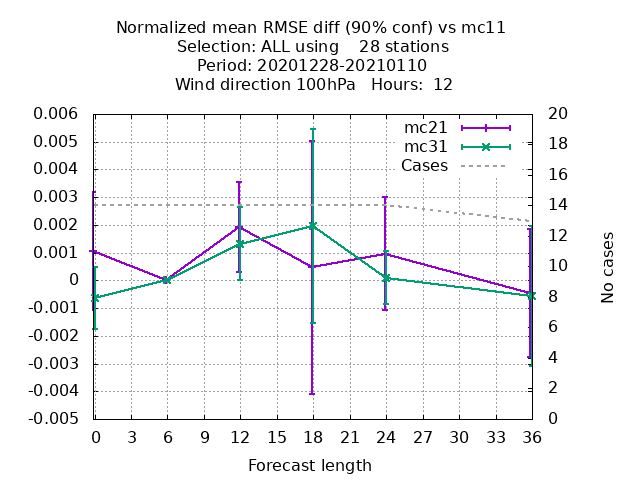 Normalized mean RMSE diff (90% conf) vs mc11
Selection: ALL using    28 stations
Period: 20201228-20210110
Wind direction 100hPa   Hours:  12
mc21
mc31
Cases
0.006
0.005
0.004
0.003
0.002
0.001
0
-0.001
-0.002
-0.003
-0.004
-0.005
20
18
16
14
12
10
8
6
4
2
0
No cases
0 3 6 9 12 15 18 21 24 27 30 33 36
Forecast length